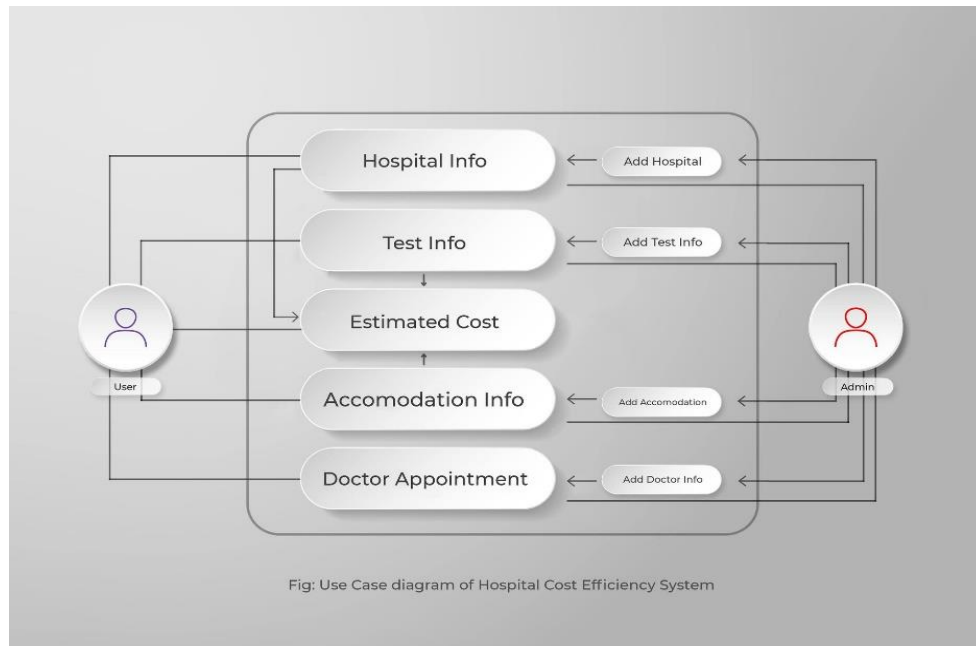 Hospital Info
Add Hospital
Test Info
Add Test Info
Estimated Cost
User
Admin
Accomodation Info
Add Accomodation
Doctor Appointment
Add Doctor Info
Fig: Use Case diagram of Hospital Cost Efficiency System